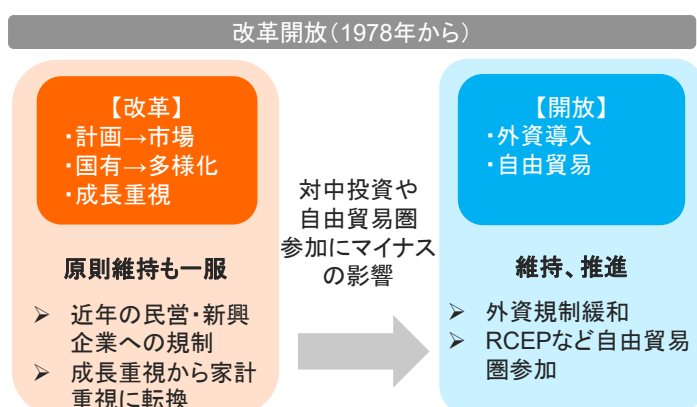 改革開放(1978年から)
【改革】
・計画→市場
・国有→多様化
・成長重視
原則維持も一服
➢ 近年の民営・新興
企業への規制
➢ 成長重視から家計
重視に転換
対中投資や
自由貿易圏
参加にマイナス
の影響
【開放】
・外資導入
・自由貿易
維持、推進
➢ 外資規制緩和
➢ RCEPなど自由貿易
圏参加